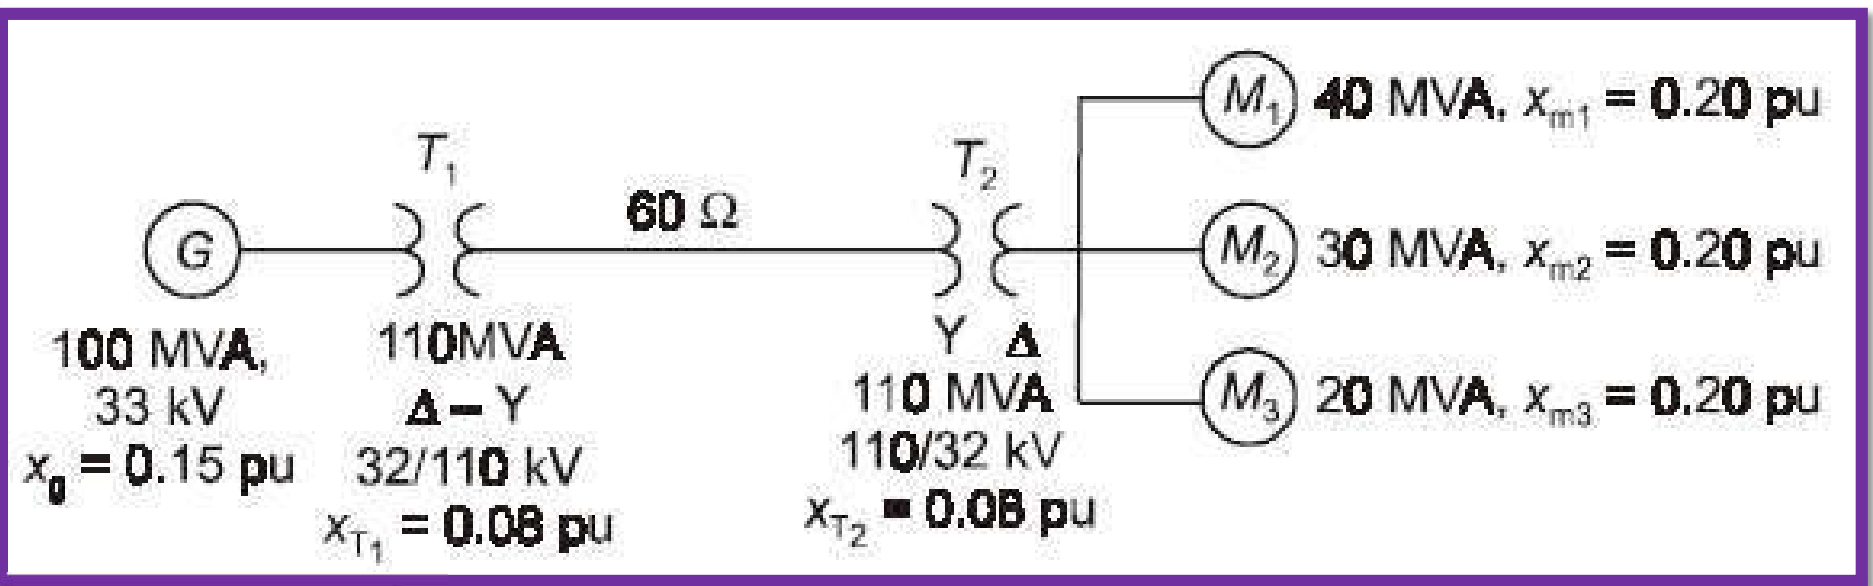 T1
T2
60 Ω
G
M1 40 MVA, xm1 = 0.20 pu
M2 30 MVA, xm2 = 0.20 pu
M3 20 MVA, xm3 = 0.20 pu
100 MVA,
33 kV
xg = 0.15 pu
110MVA
Δ – Y
32/110 kV
xT1 = 0.08 pu
Y Δ
110 MVA
110/32 kV
xT2 = 0.08 pu